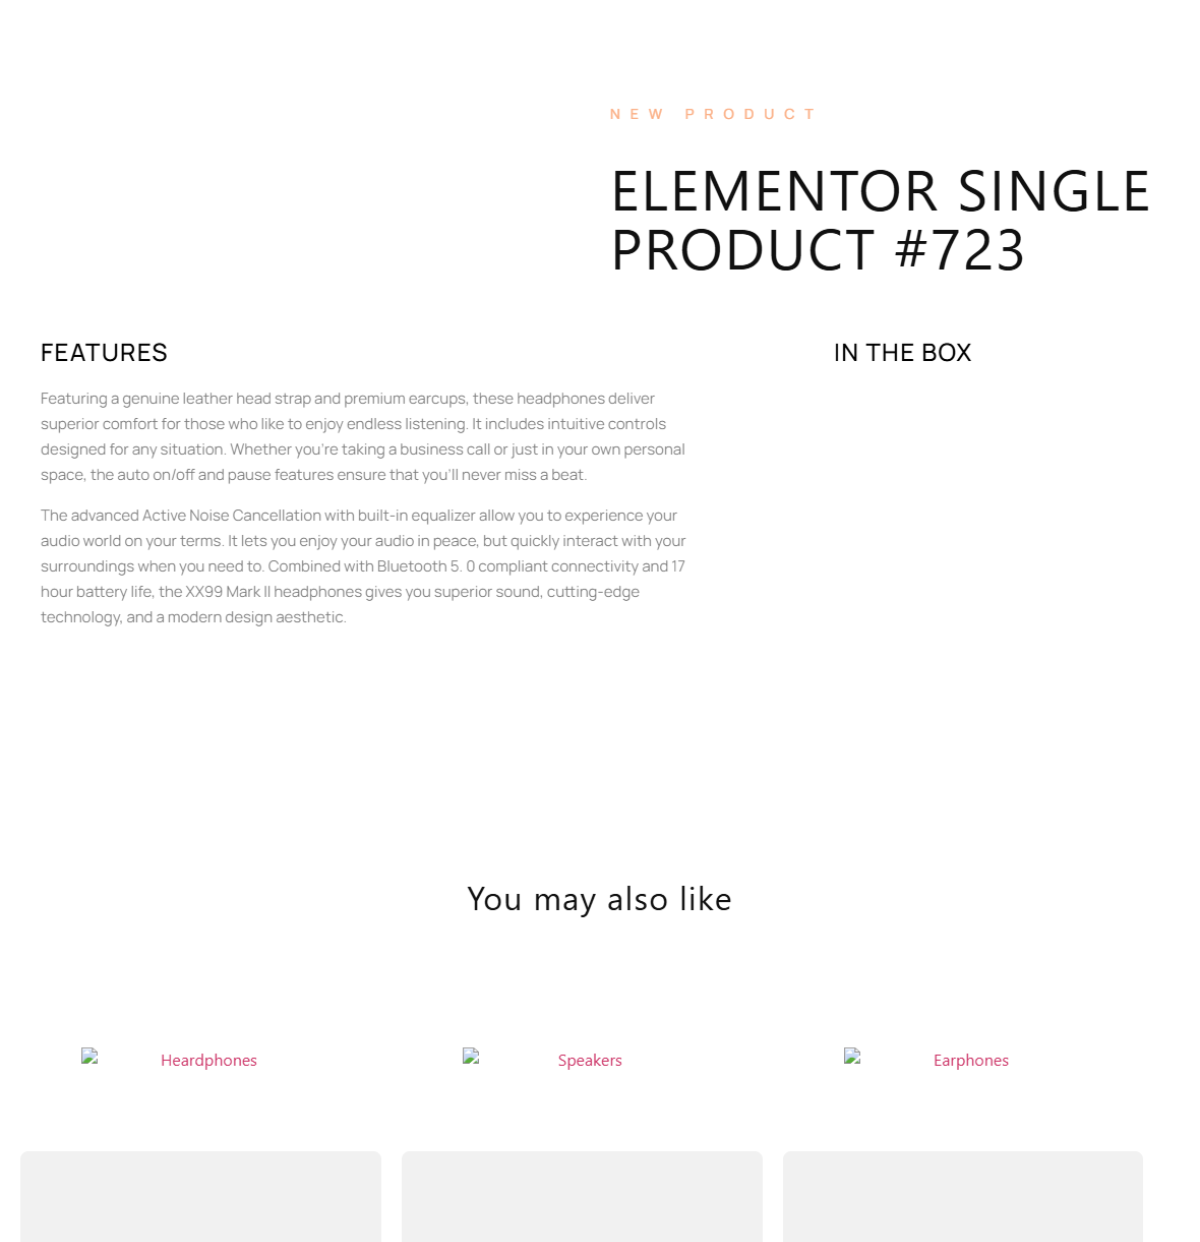 NEW PRODUCT
ELEMENTOR SINGLE
PRODUCT #723
FEATURES
Featuring a genuine leather head strap and premium earcups, these headphones deliver
superior comfort for those who like to enjoy endless listening. It includes intuitive controls
designed for any situation. Whether you're taking a business call or just in your own personal
space, the auto on/off and pause features ensure that you'll never miss a beat.
The advanced Active Noise Cancellation with built-in equalizer allow you to experience your
audio world on your terms. It lets you enjoy your audio in peace, but quickly interact with your
surroundings when you need to. Combined with Bluetooth 5. 0 compliant connectivity and 17
hour battery life, the XX99 Mark II headphones gives you superior sound, cutting-edge
technology, and a modern design aesthetic.
IN THE BOX
You may also like
Heardphones
Speakers
Earphones